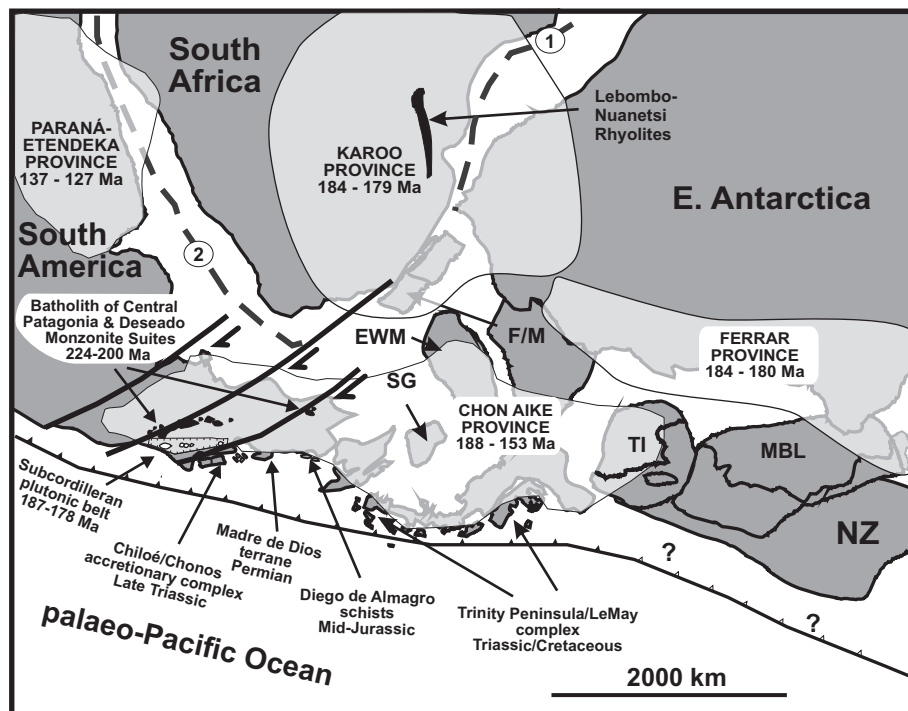 South
Africa
1
Lebombo-
Nuanetsi
Rhyolites
PARANÁ-
ETENDEKA
PROVINCE
137 - 127 Ma
KAROO
PROVINCE
184 - 179 Ma
E. Antarctica
South
America
2
Batholith of Central
Patagonia & Deseado
Monzonite Suites
224-200 Ma
EWM
F/M
FERRAR
PROVINCE
184 - 180 Ma
SG
CHON AIKE
PROVINCE
188 - 153 Ma
TI
MBL
NZ
Subcordilleran
plutonic belt
187-178 Ma
Chiloé/Chonos
accretionary complex
Late Triassic
Madre de Dios
terrane
Permian
Diego de Almagro
schists
Mid-Jurassic
Trinity Peninsula/LeMay
complex
Triassic/Cretaceous
?
?
palaeo-Pacific Ocean
2000 km